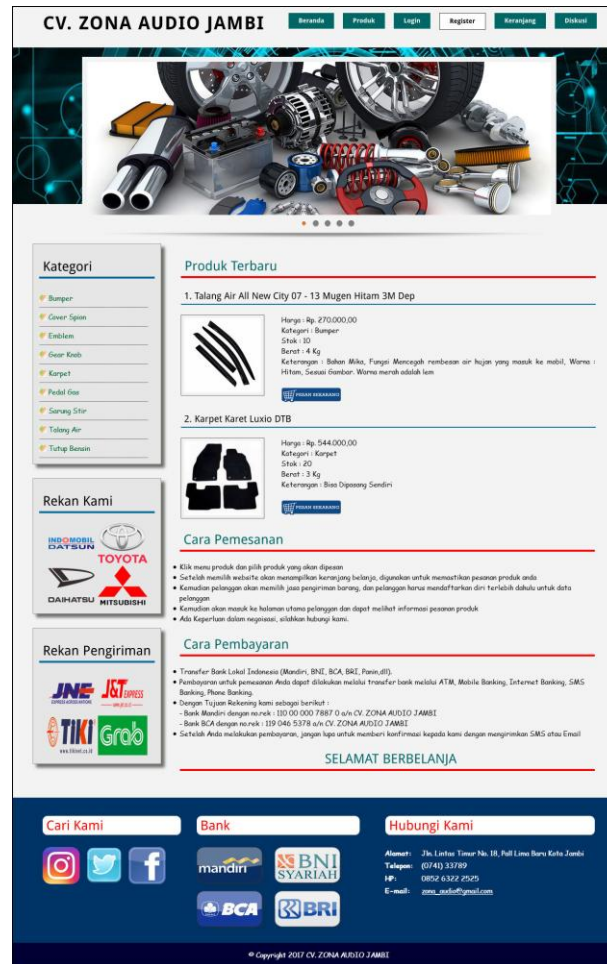 CV. ZONA AUDIO JAMBI
Beranda
Produk
Login
Register
Keranjang
Diskusi
Kategori
Bumper
Cover Spion
Emblem
Gear Knob
Karpet
Pedal Gas
Sarung Stir
Talang Air
Tutup Bensin
Produk Terbaru
1. Talang Air All New City 07 - 13 Mugen Hitam 3M Dep
Harga : Rp. 270.000,00
Kategori : Bumper
Stok : 10
Berat : 4 Kg
Keterangan : Bahan Mika, Fungsi Mencegah rembesan air hujan yang masuk ke mobil, Warna :
Hitam, Sesuai Gambar. Warna merah adalah lem
PESAN SEKARANG
2. Karpet Karet Luxio DTB
Harga : Rp. 544.000,00
Kategori : Karpet
Stok : 20
Berat : 3 Kg
Keterangan : Bisa Dipasang Sendiri
PESAN SEKARANG
Rekan Kami
INDOMOBIL
DATSUN
TOYOTA
DAIHATSU
MITSUBISHI
Cara Pemesanan
• Klik menu produk dan pilih produk yang akan dipesan
• Setelah memilih website akan menampilkan keranjang belanja, digunakan untuk memastikan pesanan produk anda
• Kemudian pelanggan akan memilih jasa pengiriman barang, dan pelanggan harus mendaftarkan diri terlebih dahulu untuk data
pelanggan
• Kemudian akan masuk ke halaman utama pelanggan dan dapat melihat informasi pesanan produk
• Ada Keperluan dalam negoisasi, silahkan hubungi kami.
Rekan Pengiriman
JNE
EXPRESS ACROSS NATIONS
J&T EXPRESS
TIKI
www.tikinet.co.id
Grab
Cara Pembayaran
• Transfer Bank Lokal Indonesia (Mandiri, BNI, BCA, BRI, Panin,dll).
• Pembayaran untuk pemesanan Anda dapat dilakukan melalui transfer bank melalui ATM, Mobile Banking, Internet Banking, SMS
Banking, Phone Banking.
• Dengan Tujuan Rekening kami sebagai berikut :
- Bank Mandiri dengan no.rek : 110 00 000 7887 0 a/n CV. ZONA AUDIO JAMBI
- Bank BCA dengan no.rek : 119 046 5378 a/n CV. ZONA AUDIO JAMBI
• Setelah Anda melakukan pembayaran, jangan lupa untuk memberi konfirmasi kepada kami dengan mengirimkan SMS atau Email
SELAMAT BERBELANJA
Cari Kami
Bank
mandiri
BNI
SYARIAH
BCA
BRI
Hubungi Kami
Alamat: Jln. Lintas Timur No. 18, Pall Lima Baru Kota Jambi
Telepon: (0741) 33789
HP: 0852 6322 2525
E-mail: zona_audio@gmail.com
© Copyright 2017 CV. ZONA AUDIO JAMBI